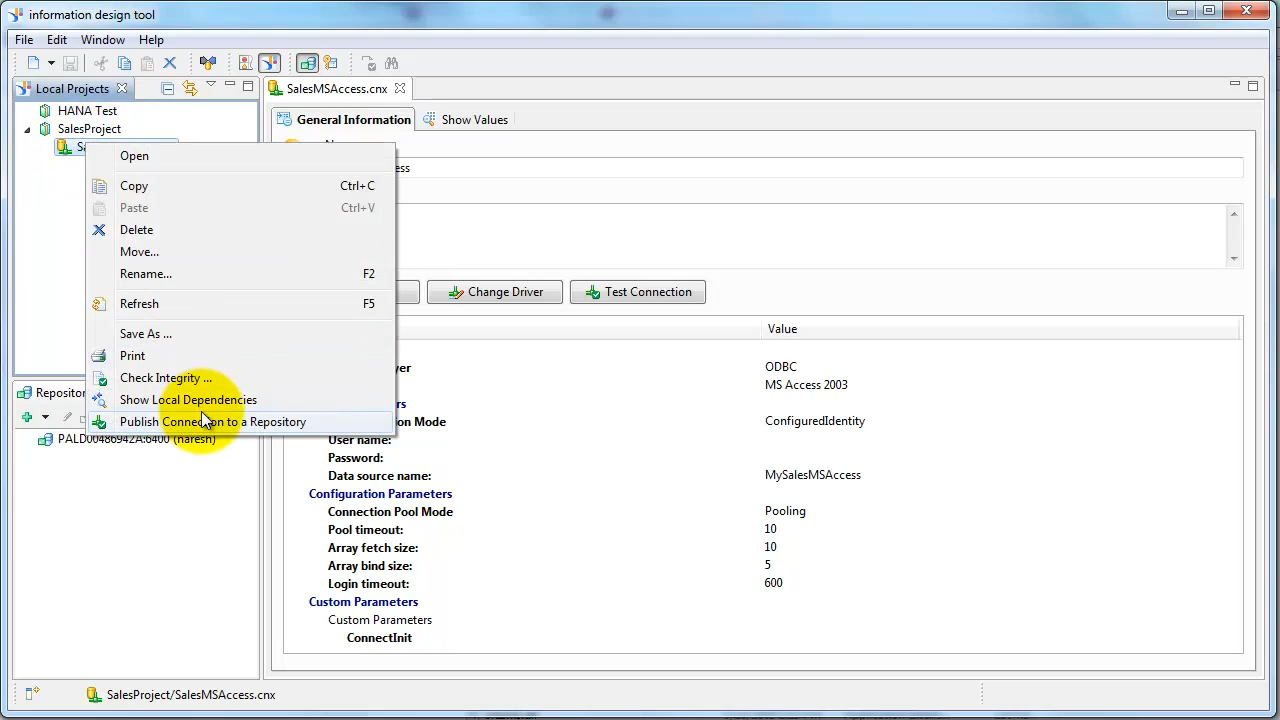 information design tool
File Edit Window Help
Local Projects
SalesMSAccess.cnx
HANA Test
SalesProject
General Information
Show Values
Open
Copy Ctrl+C
Paste Ctrl+V
Delete
Move...
Rename... F2
Refresh F5
Save As ...
Print
Check Integrity ...
Show Local Dependencies
Publish Connection to a Repository
Change Driver
Test Connection
Value
ODBC
MS Access 2003
ConfiguredIdentity
User name:
Password:
Data source name: MySalesMSAccess
Configuration Parameters
Connection Pool Mode Pooling
Pool timeout: 10
Array fetch size: 10
Array bind size: 5
Login timeout: 600
Custom Parameters
Custom Parameters
ConnectInit
PALD00486942A:6400 (naresh)
SalesProject/SalesMSAccess.cnx